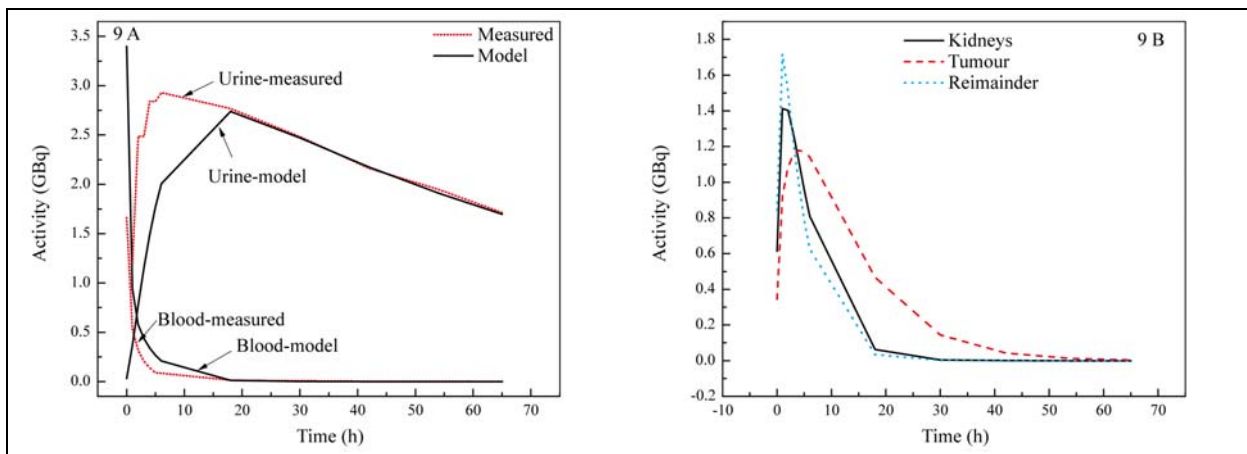 9 A
Measured
Model
Urine-measured
Urine-model
Blood-measured
Blood-model
Activity (GBq)
3.5
3.0
2.5
2.0
1.5
1.0
0.5
0.0
0 10 20 30 40 50 60 70
Time (h)
9 B
Kidneys
Tumour
Reimainder
Activity (GBq)
1.8
1.6
1.4
1.2
1.0
0.8
0.6
0.4
0.2
0.0
-0.2
-10 0 10 20 30 40 50 60 70
Time (h)